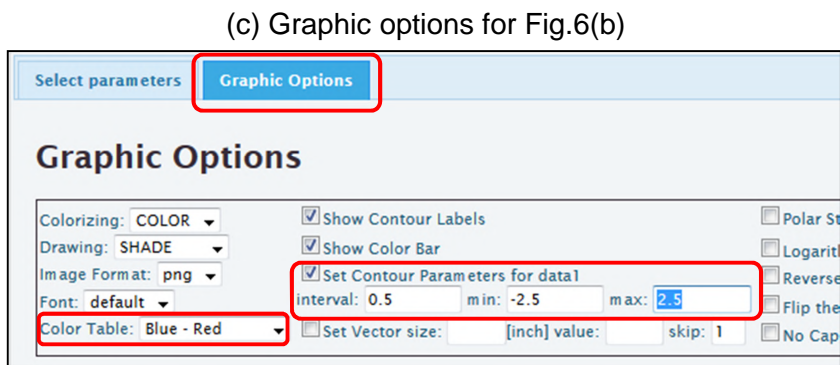 (c) Graphic options for Fig.6(b)
Select parameters Graphic Options
Graphic Options
Colorizing: COLOR Show Contour Labels Polar St
Drawing: SHADE Show Color Bar Logarith
Image Format: png Set Contour Parameters for data1 Reverse
Font: default interval: 0.5 min: -2.5 max: 2.5 Flip the
Color Table: Blue - Red Set Vector size: [inch] value: skip: 1 No Cap